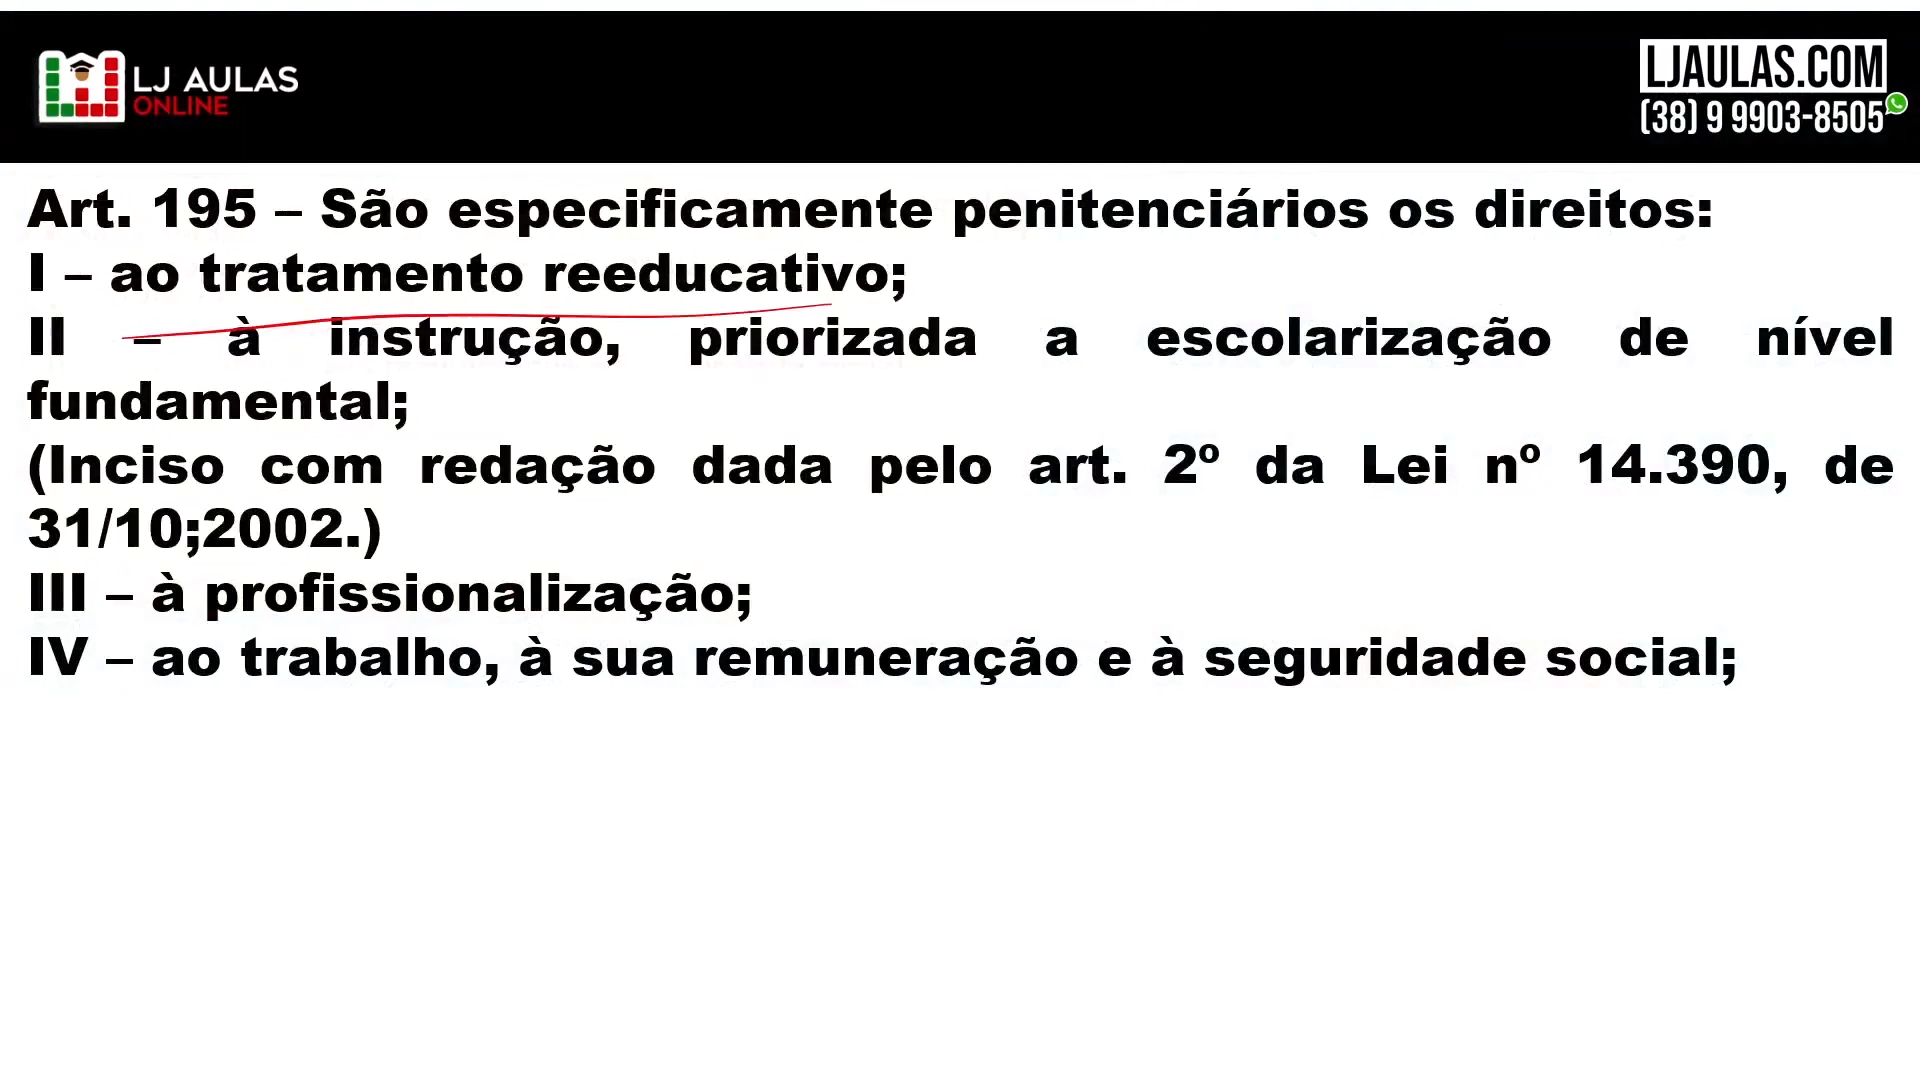 LJ AULAS
ONLINE
LJAULAS.COM
(38) 9 9903-8505
Art. 195 – São especificamente penitenciários os direitos:
I – ao tratamento reeducativo;
II – à instrução, priorizada a escolarização de nível
fundamental;
(Inciso com redação dada pelo art. 2º da Lei nº 14.390, de
31/10;2002.)
III – à profissionalização;
IV – ao trabalho, à sua remuneração e à seguridade social;